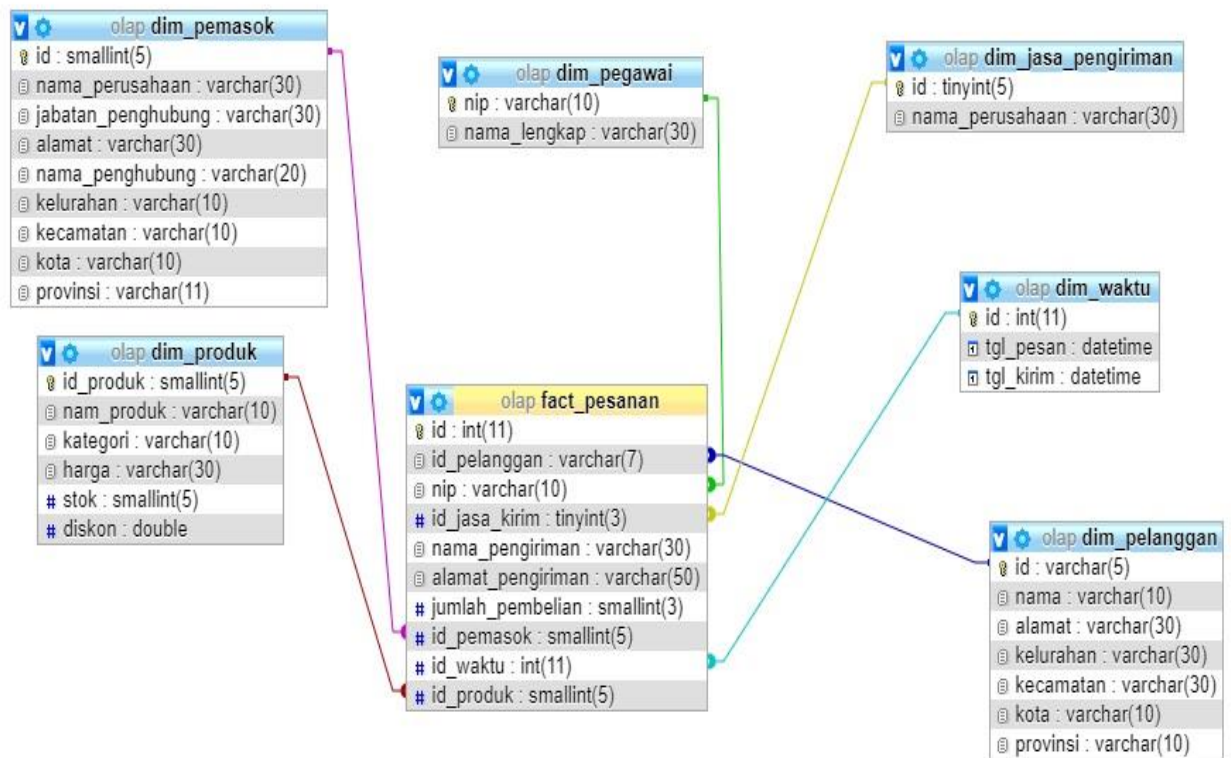 olap dim_pemasok
id : smallint(5)
nama_perusahaan : varchar(30)
jabatan_penghubung : varchar(30)
alamat : varchar(30)
nama_penghubung : varchar(20)
kelurahan : varchar(10)
kecamatan : varchar(10)
kota : varchar(10)
provinsi : varchar(11)
olap dim_pegawai
nip : varchar(10)
nama_lengkap : varchar(30)
olap dim_jasa_pengiriman
id : tinyint(5)
nama_perusahaan : varchar(30)
olap dim_waktu
id : int(11)
tgl_pesan : datetime
tgl_kirim : datetime
olap dim_produk
id_produk : smallint(5)
nam_produk : varchar(10)
kategori : varchar(10)
harga : varchar(30)
# stok : smallint(5)
# diskon : double
olap fact_pesanan
id : int(11)
id_pelanggan : varchar(7)
nip : varchar(10)
# id_jasa_kirim : tinyint(3)
nama_pengiriman : varchar(30)
alamat_pengiriman : varchar(50)
# jumlah_pembelian : smallint(3)
# id_pemasok : smallint(5)
# id_waktu : int(11)
# id_produk : smallint(5)
olap dim_pelanggan
id : varchar(5)
nama : varchar(10)
alamat : varchar(30)
kelurahan : varchar(30)
kecamatan : varchar(30)
kota : varchar(10)
provinsi : varchar(10)